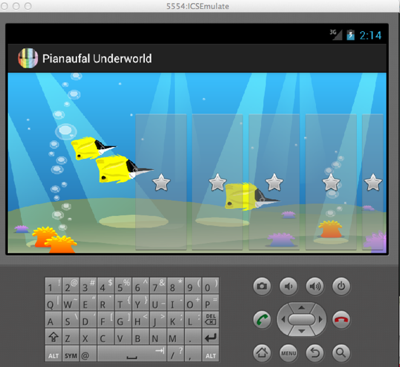 5554:ICSEmulate
3G 2:14
Pianaufal Underworld
1 2 @ 3 # 4 $ 5 % 6 ^ 7 & 8 * 9 ( 0 )
Q W E R T Y U I O P
A S D F G H J K L DEL
Z X C V B N M .
ALT SYM @ , / ? ALT
MENU